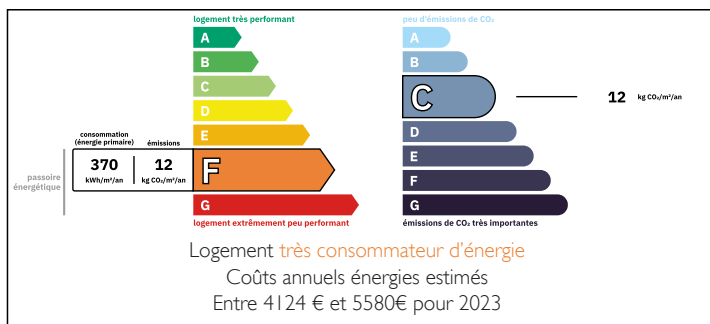 logement très performant
A
B
C
D
E
consommation
(énergie primaire)
émissions
370
kWh/m²/an
12
kg CO₂/m²/an
F
passoire
énergétique
G
logement extrêmement peu performant
peu d'émissions de CO₂
A
B
C
12
kg CO₂/m²/an
D
E
F
G
émissions de CO₂ très importantes
Logement très consommateur d'énergie
Coûts annuels énergies estimés
Entre 4124 € et 5580€ pour 2023